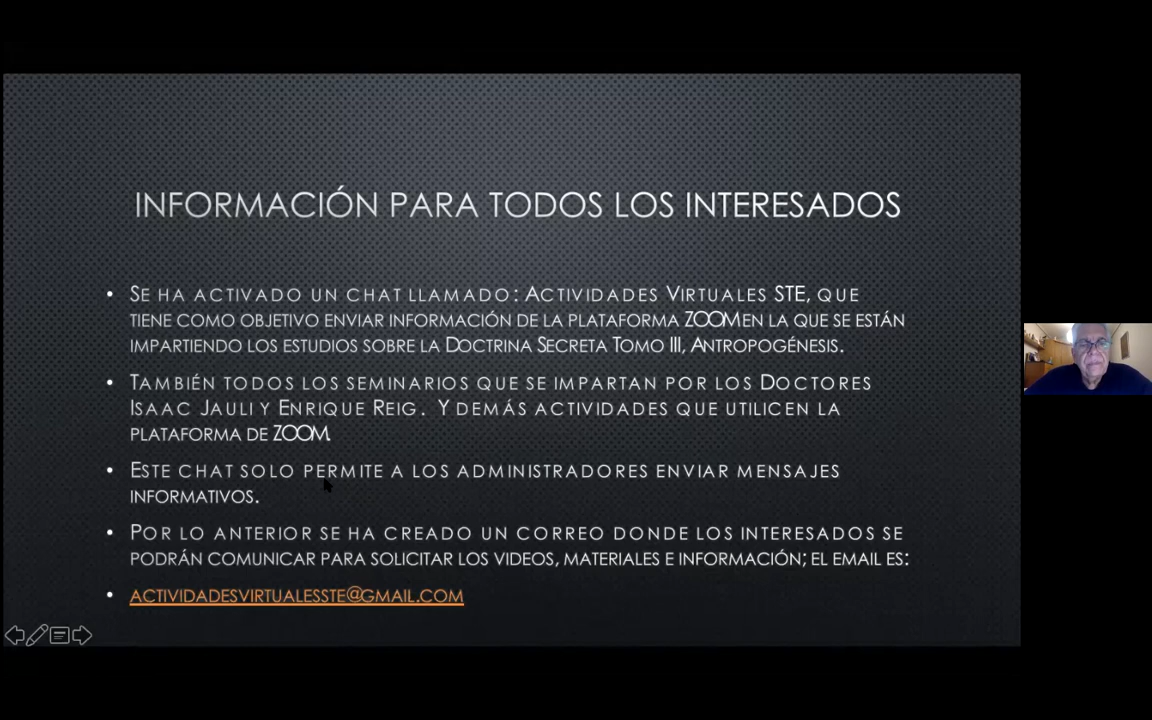 INFORMACIÓN PARA TODOS LOS INTERESADOS
• SE HA ACTIVADO UN CHAT LLAMADO: ACTIVIDADES VIRTUALES STE, QUE
TIENE COMO OBJETIVO ENVIAR INFORMACIÓN DE LA PLATAFORMA ZOOM EN LA QUE SE ESTÁN
IMPARTIENDO LOS ESTUDIOS SOBRE LA DOCTRINA SECRETA TOMO III, ANTROPOGÉNESIS.
• TAMBIÉN TODOS LOS SEMINARIOS QUE SE IMPARTAN POR LOS DOCTORES
ISAAC JAULI Y ENRIQUE REIG. Y DEMÁS ACTIVIDADES QUE UTILICEN LA
PLATAFORMA DE ZOOM.
• ESTE CHAT SOLO PERMITE A LOS ADMINISTRADORES ENVIAR MENSAJES
INFORMATIVOS.
• POR LO ANTERIOR SE HA CREADO UN CORREO DONDE LOS INTERESADOS SE
PODRÁN COMUNICAR PARA SOLICITAR LOS VIDEOS, MATERIALES E INFORMACIÓN; EL EMAIL ES:
• ACTIVIDADESVIRTUALESSTE@GMAIL.COM